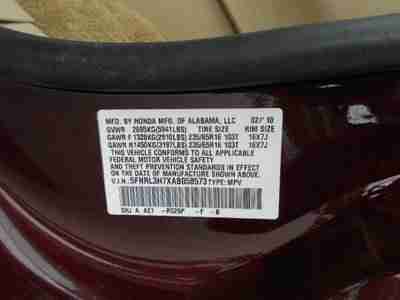 MFD. BY HONDA MFG. OF ALABAMA, LLC 02/10
GVWR 2695KG(5941LBS) TIRE SIZE RIM SIZE
GAWR F 1320KG(2910LBS) 235/65R16 103T 16X7J
GAWR R 1450KG(3197LBS) 235/65R16 103T 16X7J
THIS VEHICLE CONFORMS TO ALL APPLICABLE
FEDERAL MOTOR VEHICLE SAFETY
AND THEFT PREVENTION STANDARDS IN EFFECT ON
THE DATE OF MANUFACTURE SHOWN ABOVE.
V.I.N. 5FNRL3H7XAB058573 TYPE: MPV